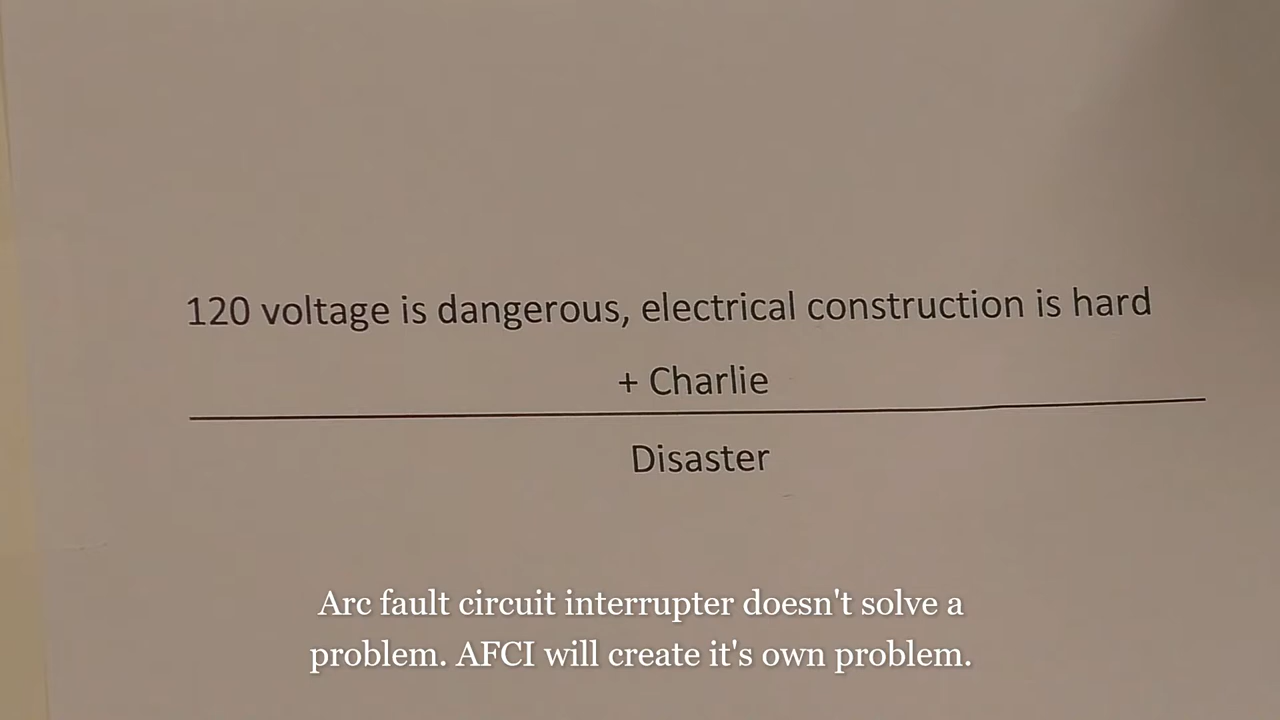 120 voltage is dangerous, electrical construction is hard
+ Charlie
Disaster
Arc fault circuit interrupter doesn't solve a
problem. AFCI will create it's own problem.